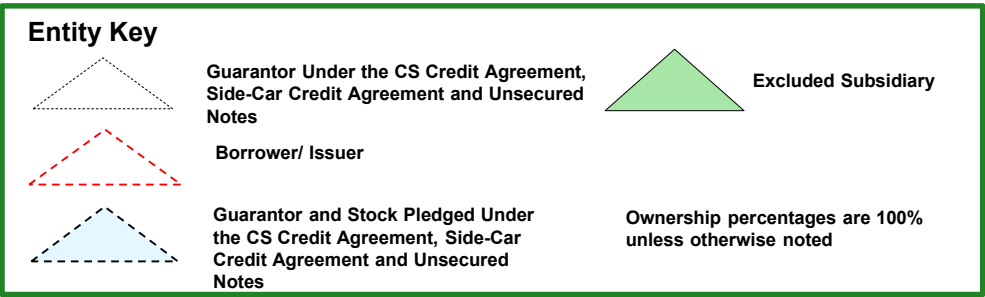 Entity Key
Guarantor Under the CS Credit Agreement,
Side-Car Credit Agreement and Unsecured
Notes
Excluded Subsidiary
Borrower/ Issuer
Guarantor and Stock Pledged Under
the CS Credit Agreement, Side-Car
Credit Agreement and Unsecured
Notes
Ownership percentages are 100%
unless otherwise noted